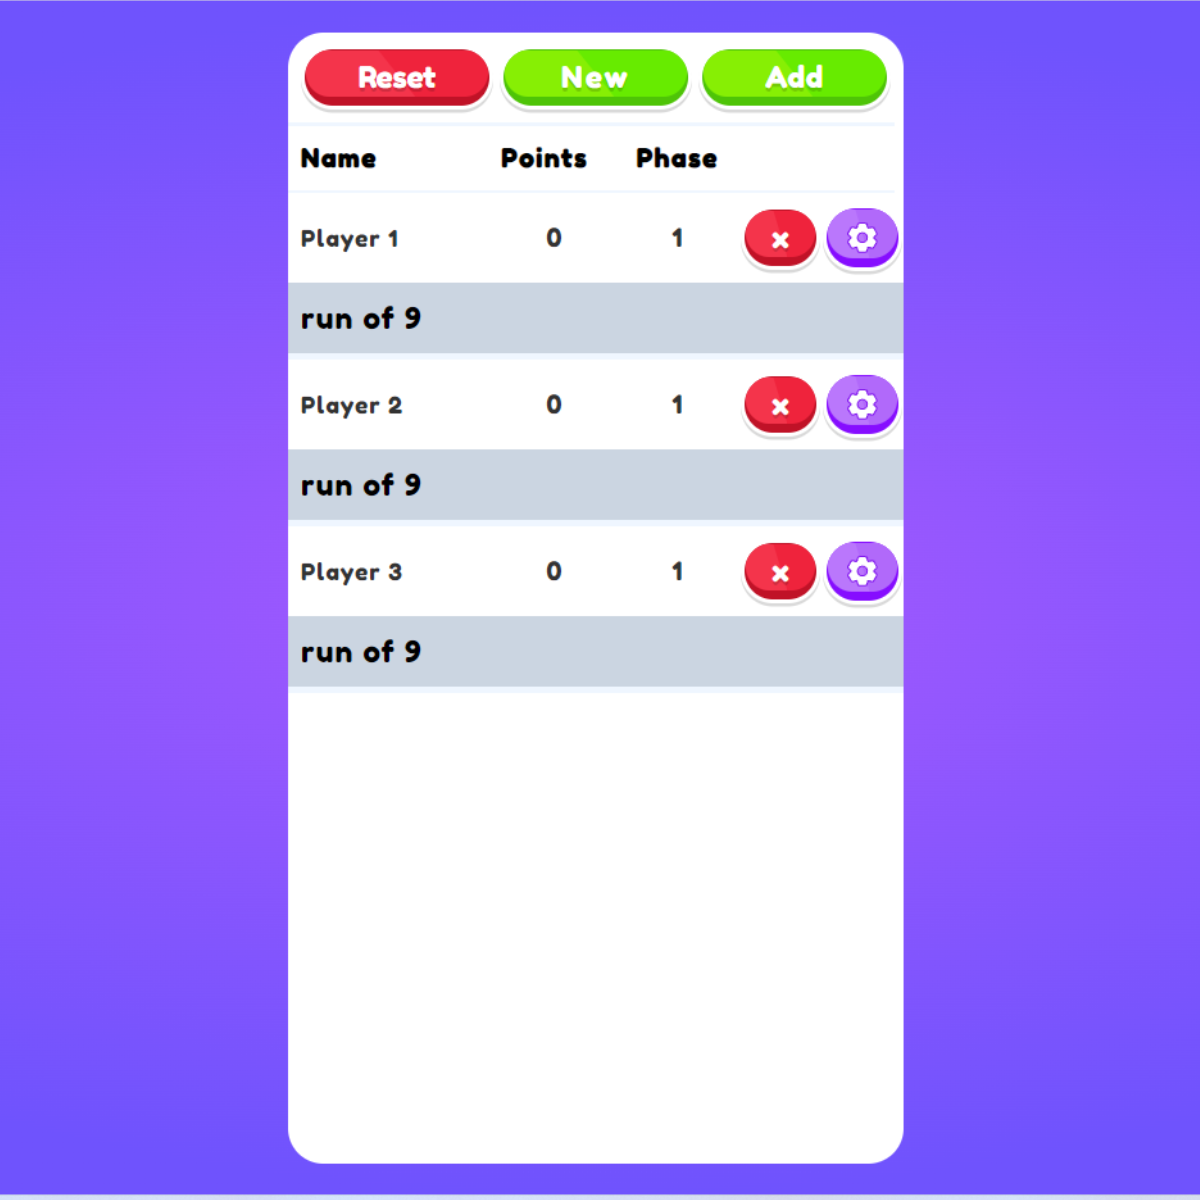 Reset New Add
Name Points Phase
Player 1 0 1 x
run of 9
Player 2 0 1 x
run of 9
Player 3 0 1 x
run of 9